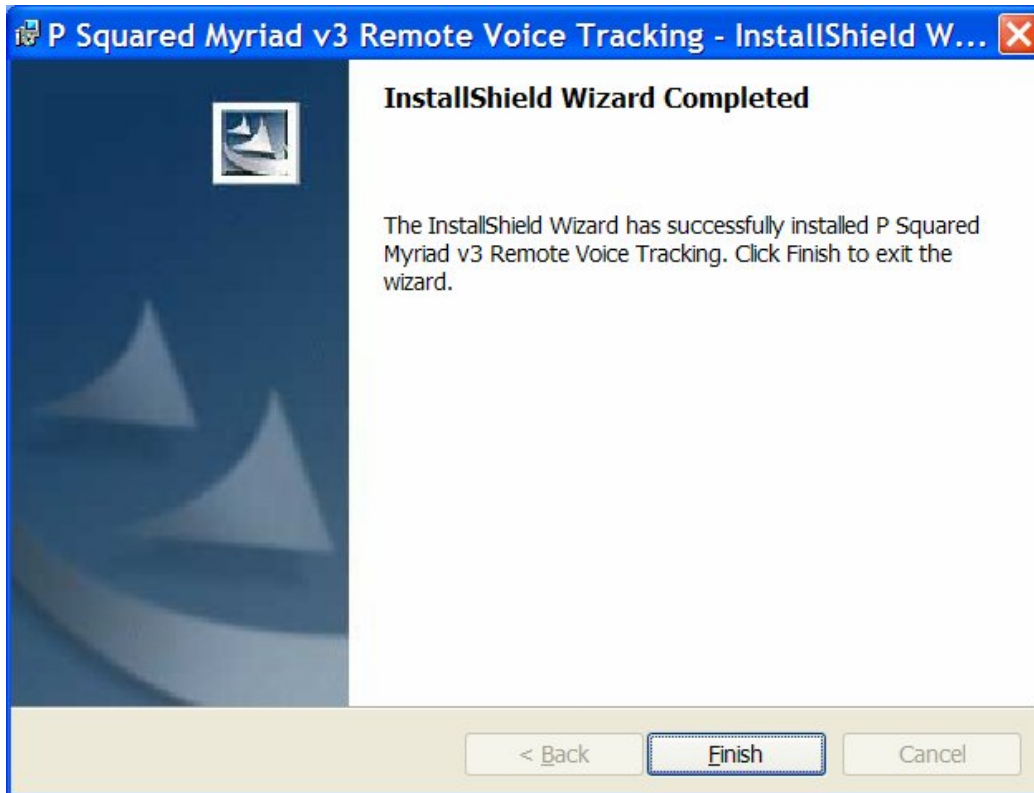 P Squared Myriad v3 Remote Voice Tracking - InstallShield W...
InstallShield Wizard Completed
The InstallShield Wizard has successfully installed P Squared
Myriad v3 Remote Voice Tracking. Click Finish to exit the
wizard.
< Back
Finish
Cancel